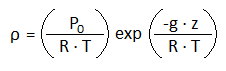 ρ = (P₀ / R · T) exp (-g · z / R · T)